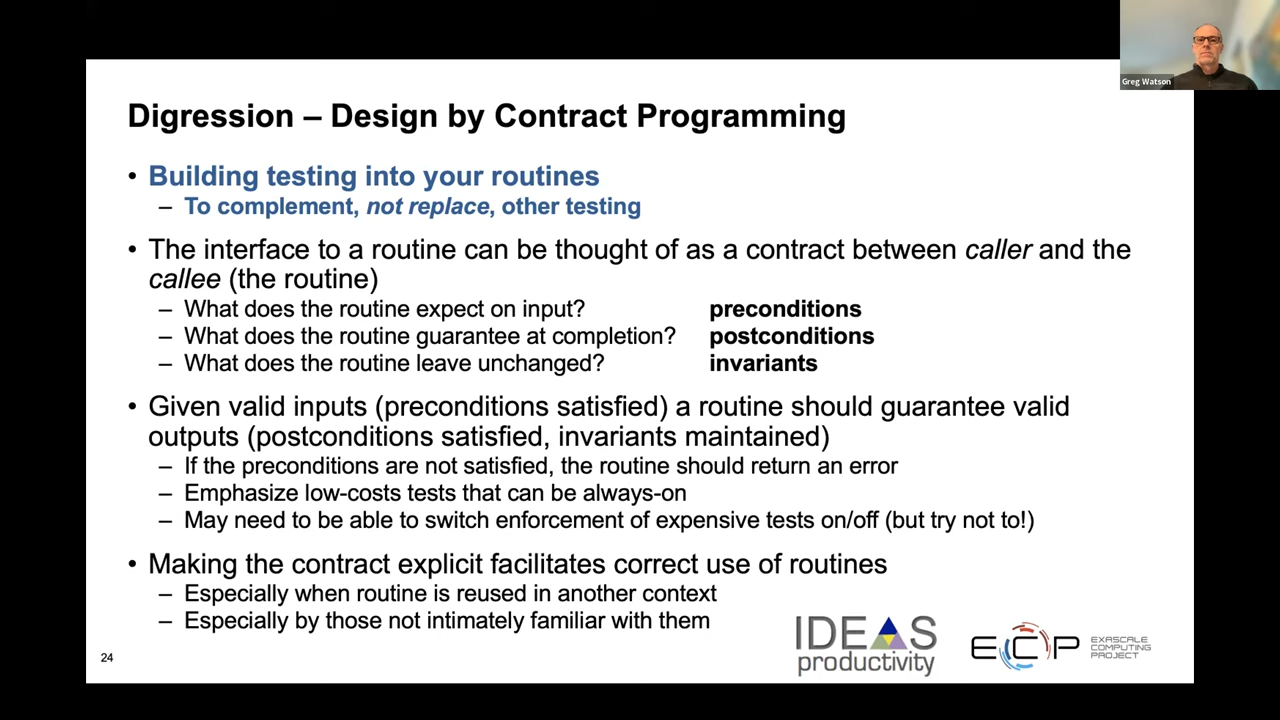 Greg Watson
Digression – Design by Contract Programming
• Building testing into your routines
– To complement, not replace, other testing
• The interface to a routine can be thought of as a contract between caller and the
callee (the routine)
– What does the routine expect on input? preconditions
– What does the routine guarantee at completion? postconditions
– What does the routine leave unchanged? invariants
• Given valid inputs (preconditions satisfied) a routine should guarantee valid
outputs (postconditions satisfied, invariants maintained)
– If the preconditions are not satisfied, the routine should return an error
– Emphasize low-costs tests that can be always-on
– May need to be able to switch enforcement of expensive tests on/off (but try not to!)
• Making the contract explicit facilitates correct use of routines
– Especially when routine is reused in another context
– Especially by those not intimately familiar with them
24
IDEAS
productivity
ECP
EXASCALE
COMPUTING
PROJECT